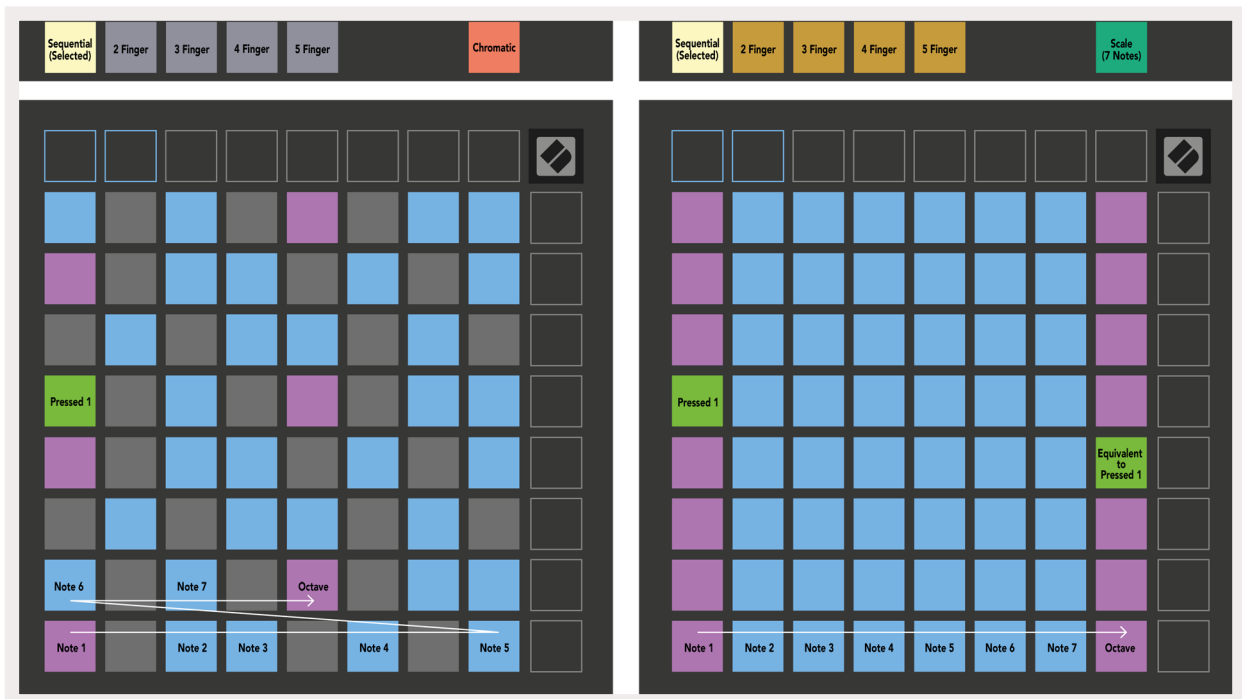 Sequential
(Selected)
2 Finger
3 Finger
4 Finger
5 Finger
Chromatic
Pressed 1
Note 6
Note 7
Octave
Note 1
Note 2
Note 3
Note 4
Note 5
Sequential
(Selected)
2 Finger
3 Finger
4 Finger
5 Finger
Scale
(7 Notes)
Pressed 1
Equivalent
to
Pressed 1
Note 1
Note 2
Note 3
Note 4
Note 5
Note 6
Note 7
Octave